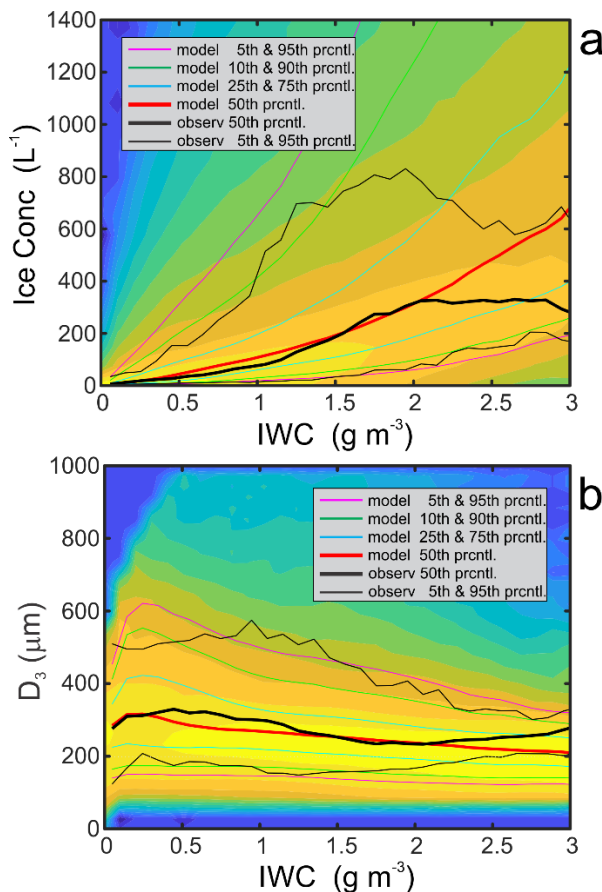 a
1400
1200
1000
800
600
400
200
0
Ice Conc (L⁻¹)
model 5th & 95th prcntl.
model 10th & 90th prcntl.
model 25th & 75th prcntl.
model 50th prcntl.
observ 50th prcntl.
observ 5th & 95th prcntl.
0 0.5 1 1.5 2 2.5 3
IWC (g m⁻³)
b
1000
800
600
400
200
0
D₃ (μm)
model 5th & 95th prcntl.
model 10th & 90th prcntl.
model 25th & 75th prcntl.
model 50th prcntl.
observ 50th prcntl.
observ 5th & 95th prcntl.
0 0.5 1 1.5 2 2.5 3
IWC (g m⁻³)